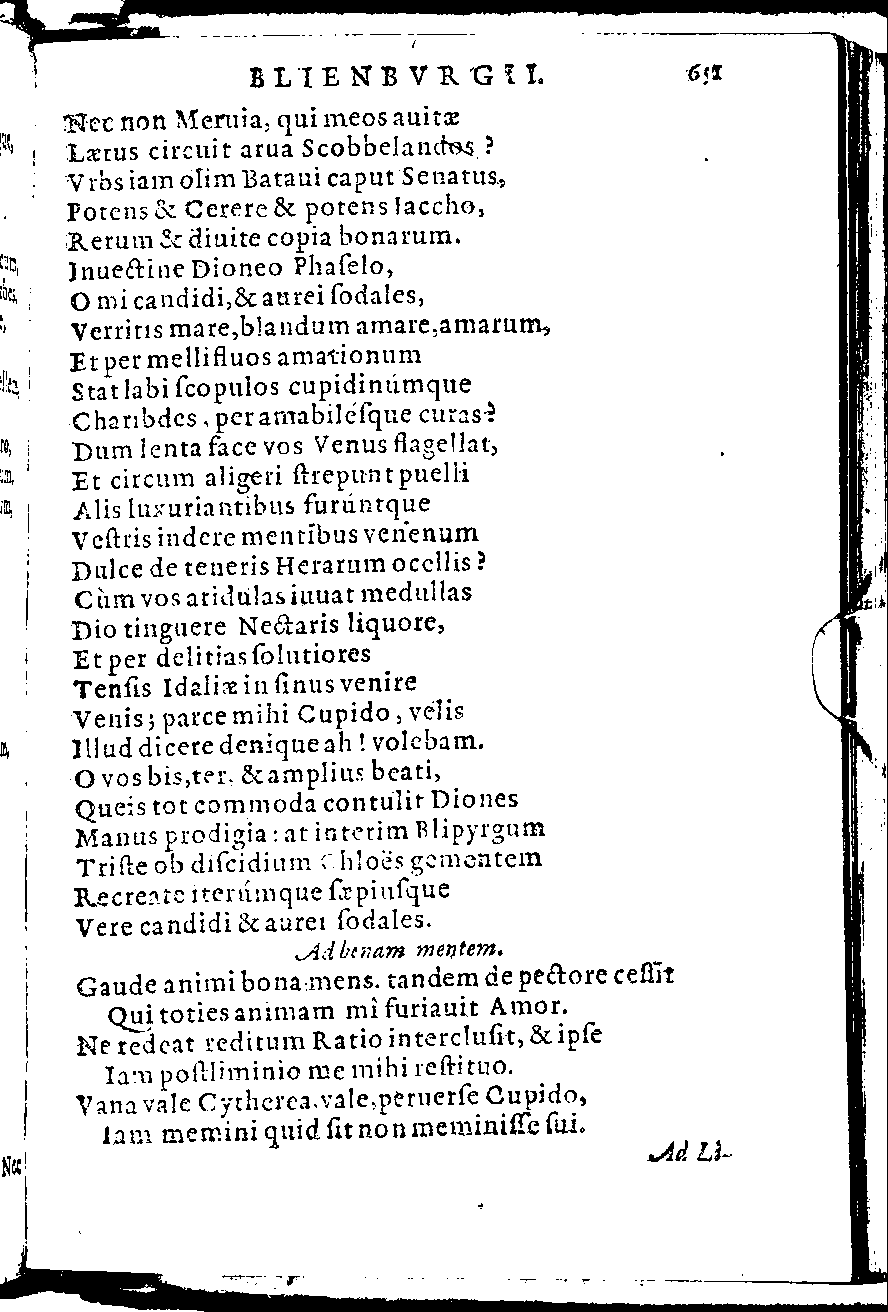 BLIENBVRGII. 651
Nec non Meruia, qui meos auitæ
Lætus circuit arua Scobbelandos?
Vrbs iam olim Bataui caput Senatus,
Potens & Cerere & potens Iaccho,
Rerum & diuite copia bonarum.
Inuectine Dioneo Phaſelo,
O mi candidi, & aurei ſodales,
Verritis mare, blandum amare, amarum,
Et per mellifluos amationum
Stat labi ſcopulos cupidinúmque
Charibdes, per amabiléſque curas?
Dum lenta face vos Venus flagellat,
Et circum aligeri ſtrepunt puelli
Alis luxuriantibus furúntque
Veſtris indere mentibus venenum
Dulce de teneris Herarum ocellis?
Cùm vos aridulas iuuat medullas
Dio tinguere Nectaris liquore,
Et per delitias ſolutiores
Tenſis Idaliæ in ſinus venire
Venis; parce mihi Cupido, velis
Illud dicere denique ah! volebam.
O vos bis, ter, & amplius beati,
Queis tot commoda contulit Diones
Manus prodigia: at interim Blipyrgum
Triſte ob diſcidium Chloës gementem
Recreate iterúmque ſæpiuſque
Vere candidi & aurei ſodales.
Ad benam mentem.
Gaude animi bona mens. tandem de pectore ceſſit
Qui toties animam mî furiauit Amor.
Ne redeat reditum Ratio intercluſit, & ipſe
Iam poſtliminio me mihi reſtituo.
Vana vale Cytherea, vale, peruerſe Cupido,
Iam memini quid ſit non meminiſſe ſui.
Ad Li-
Nec